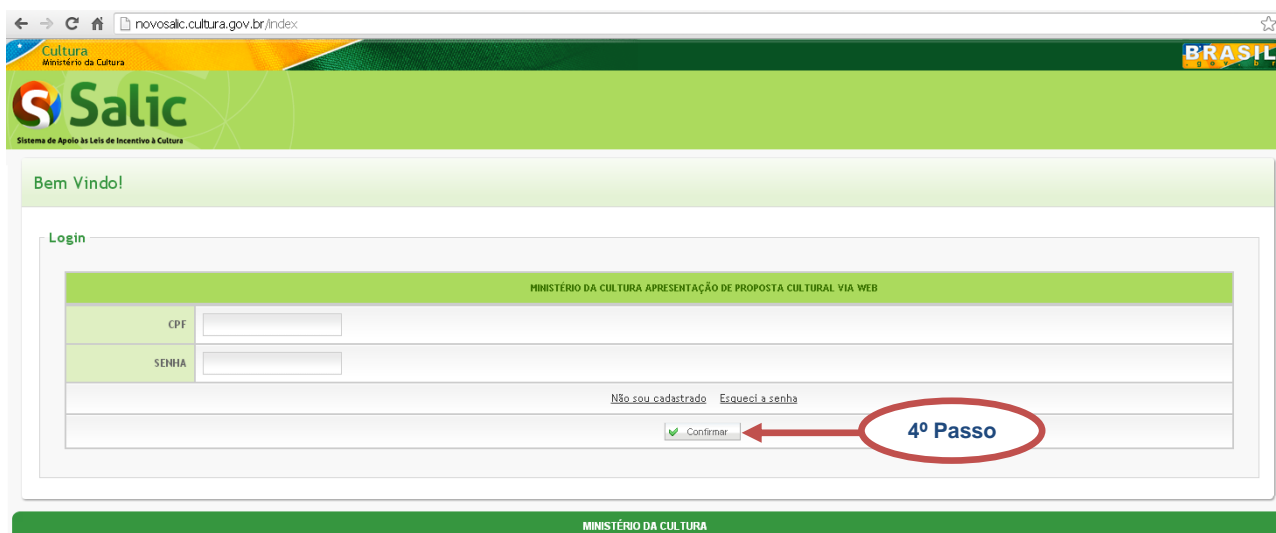 novosalic.cultura.gov.br/index
Cultura
Ministério da Cultura
BRASIL
.gov.br
Salic
Sistema de Apoio às Leis de Incentivo à Cultura
Bem Vindo!
Login
MINISTÉRIO DA CULTURA APRESENTAÇÃO DE PROPOSTA CULTURAL VIA WEB
CPF
SENHA
Não sou cadastrado Esqueci a senha
Confirmar
4º Passo
MINISTÉRIO DA CULTURA